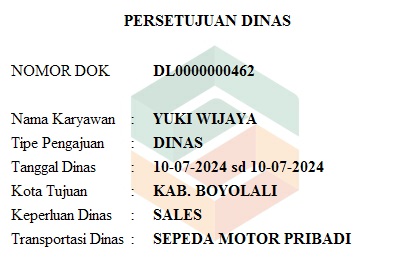 PERSETUJUAN DINAS
NOMOR DOK DL0000000462
Nama Karyawan : YUKI WIJAYA
Tipe Pengajuan : DINAS
Tanggal Dinas : 10-07-2024 sd 10-07-2024
Kota Tujuan : KAB. BOYOLALI
Keperluan Dinas : SALES
Transportasi Dinas : SEPEDA MOTOR PRIBADI